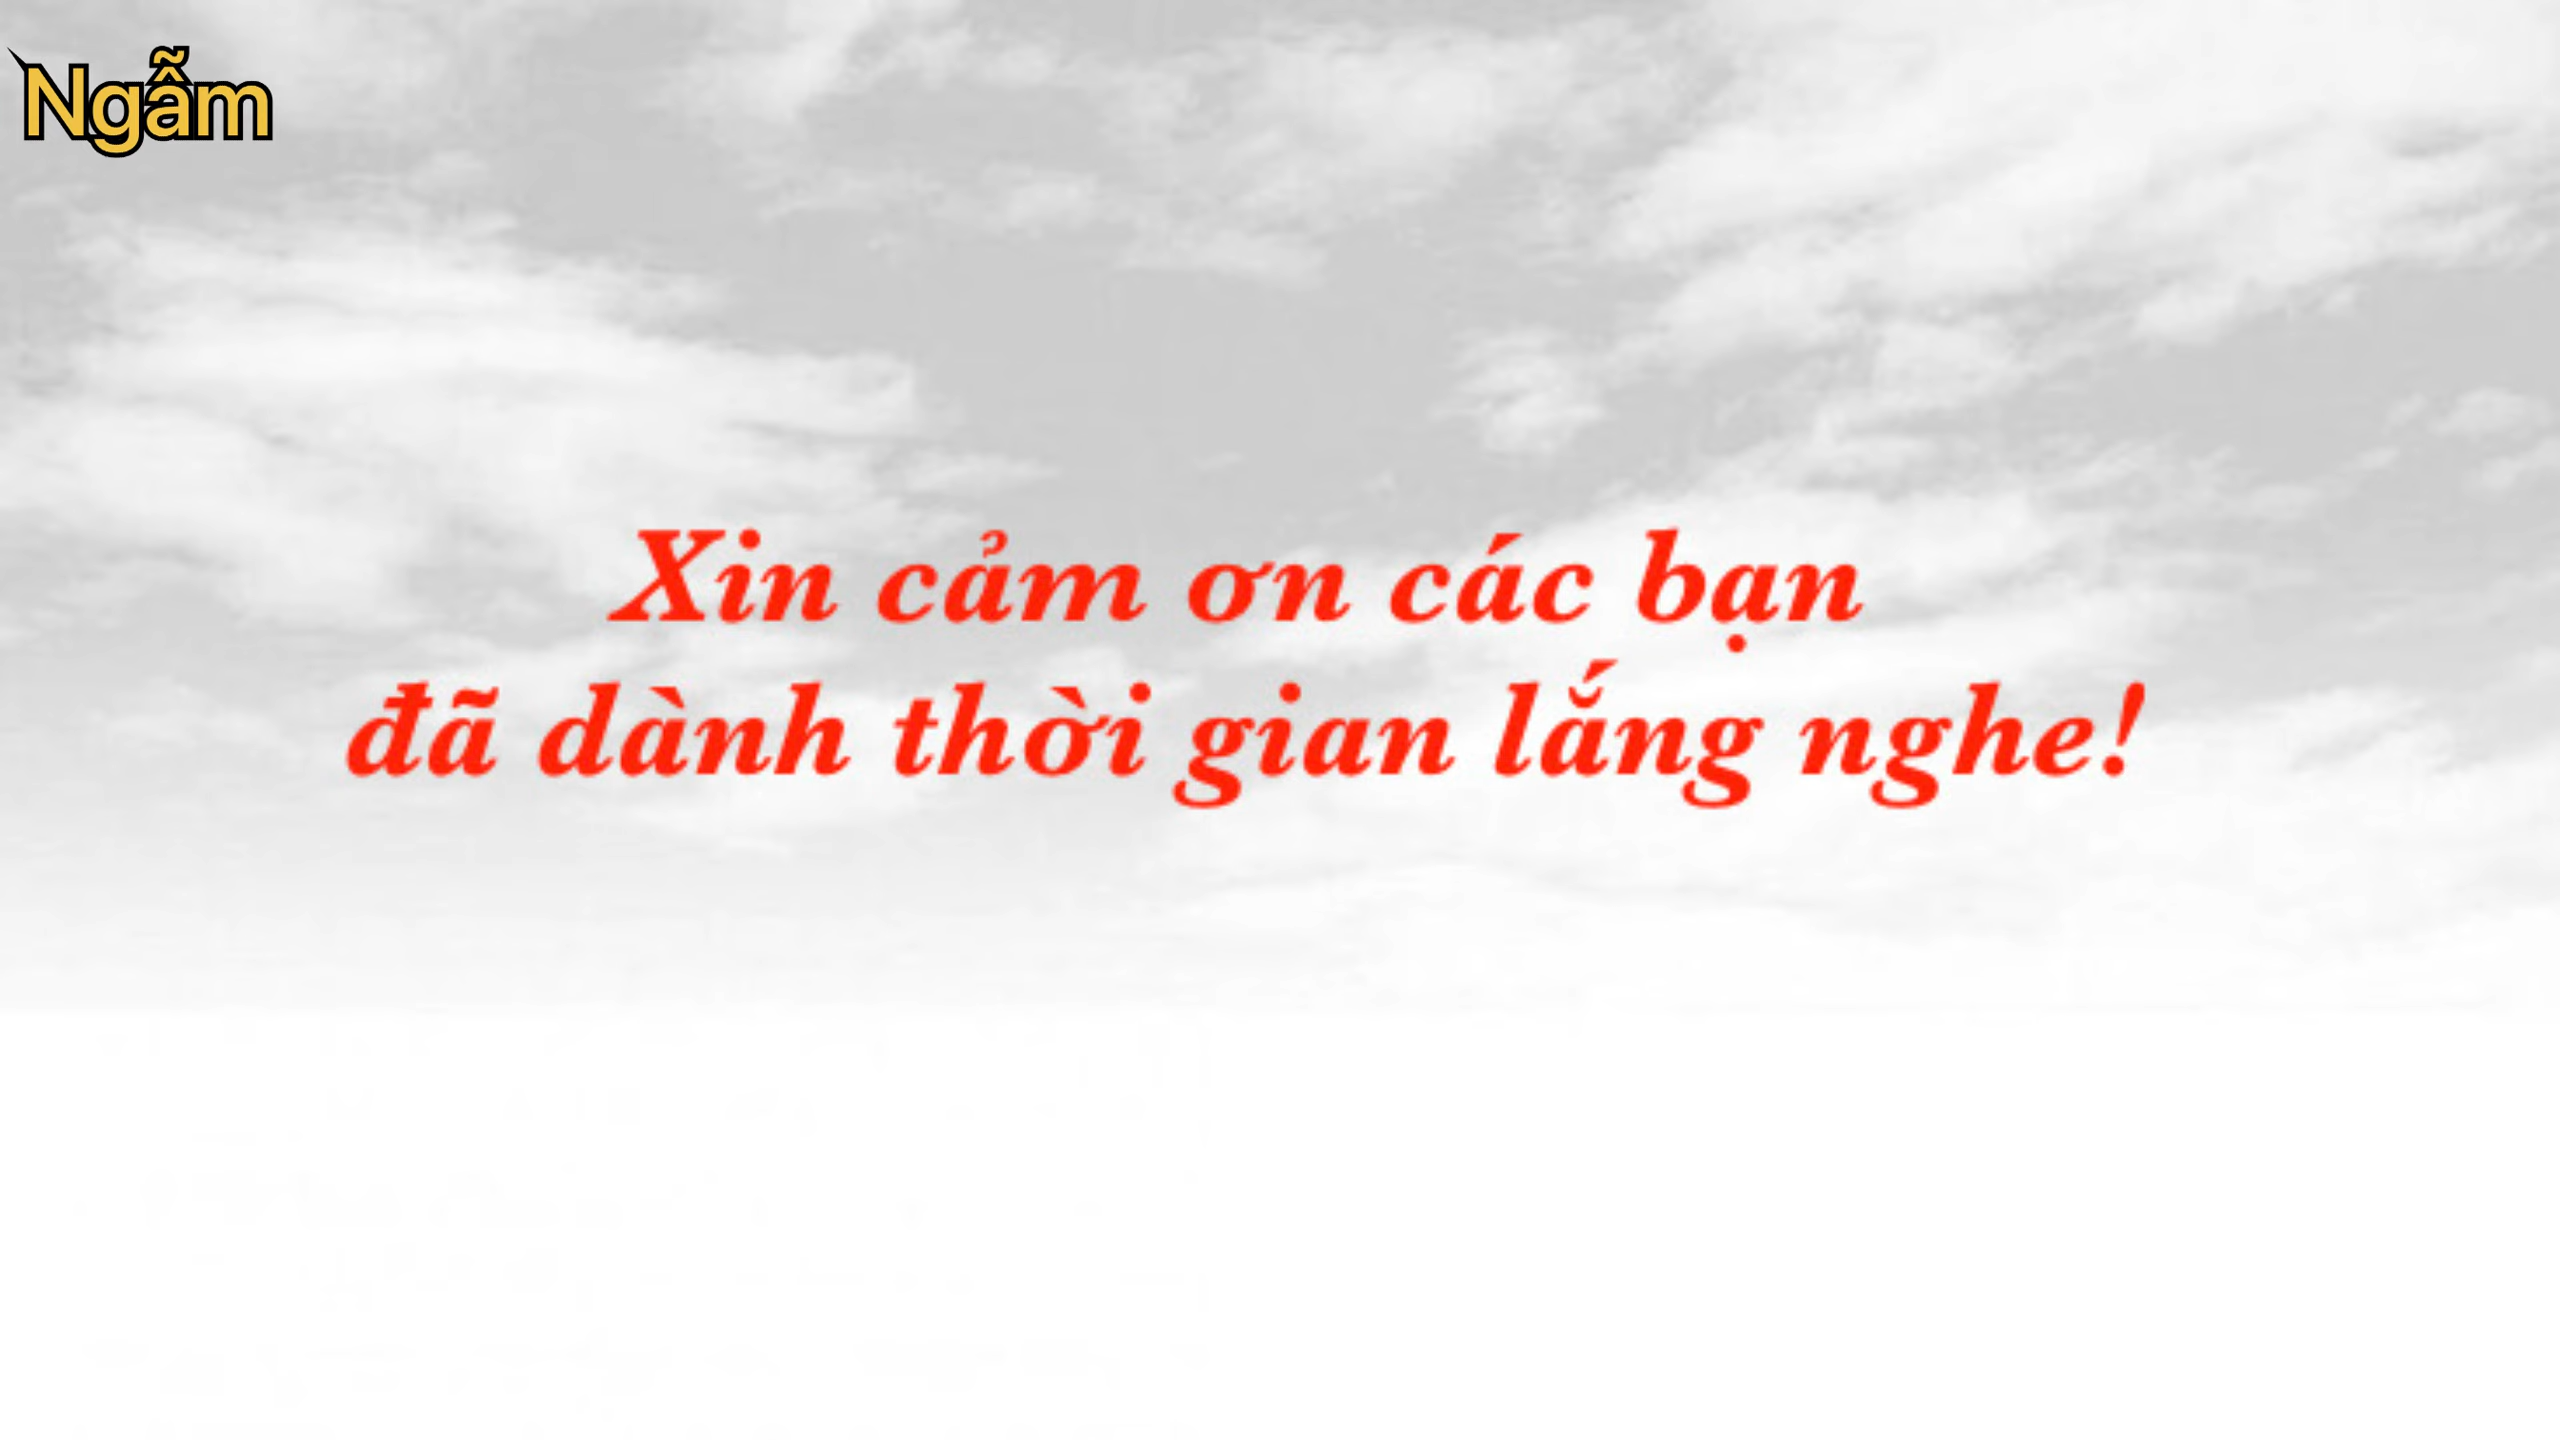 Ngẫm
Xin cảm ơn các bạn
đã dành thời gian lắng nghe!